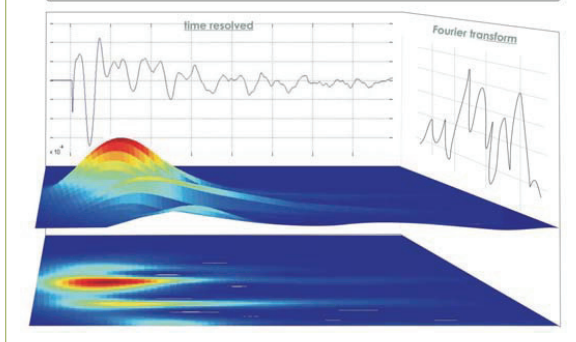 time resolved
Fourier transform
× 10⁴